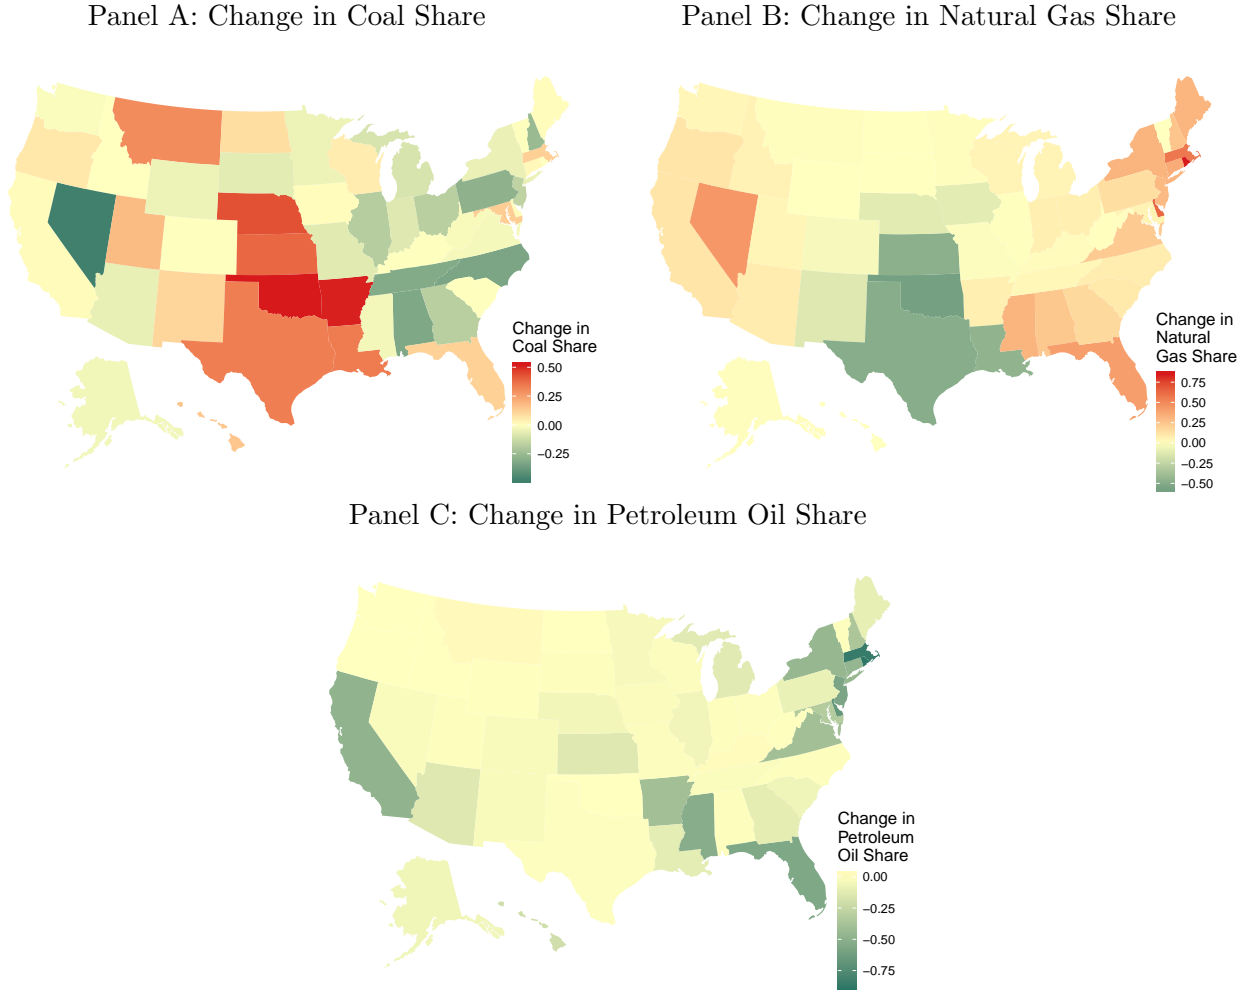 Panel A: Change in Coal Share
Panel B: Change in Natural Gas Share
Change in
Coal Share
0.50
0.25
0.00
−0.25
Change in
Natural
Gas Share
0.75
0.50
0.25
0.00
−0.25
−0.50
Panel C: Change in Petroleum Oil Share
Change in
Petroleum
Oil Share
0.00
−0.25
−0.50
−0.75